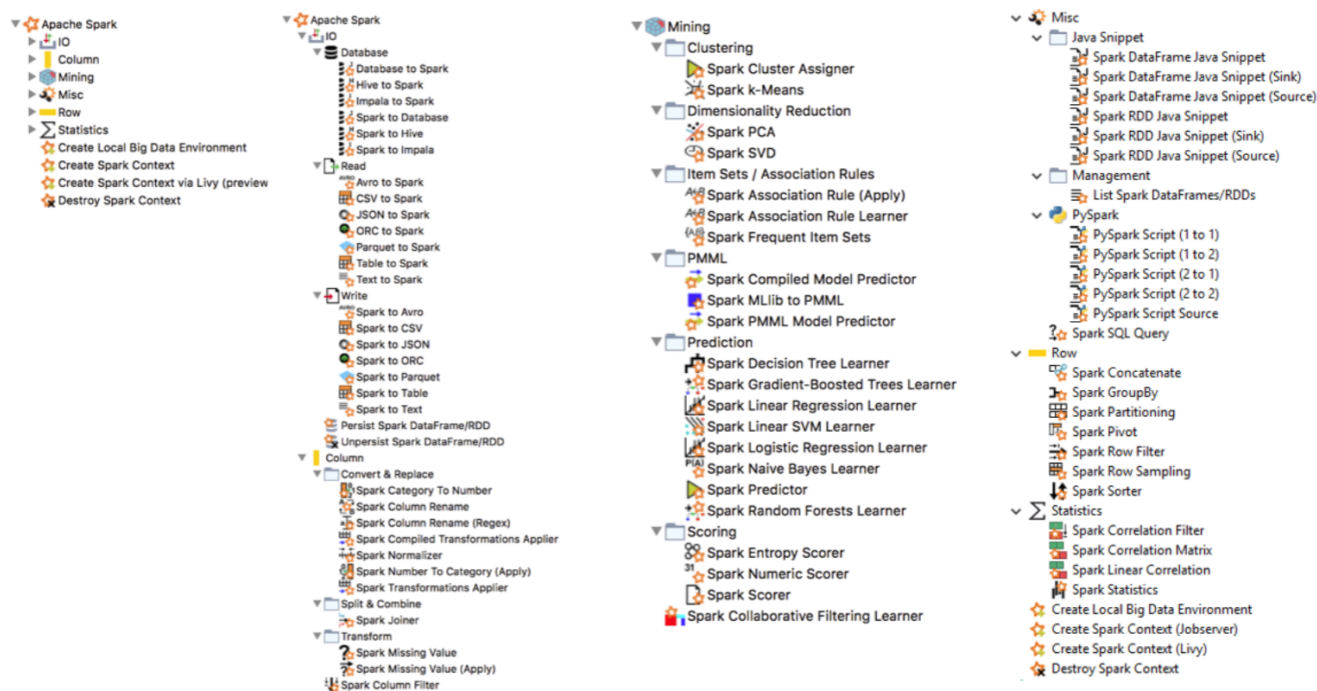 Apache Spark
IO
Column
Mining
Misc
Row
Statistics
Create Local Big Data Environment
Create Spark Context
Create Spark Context via Livy (preview
Destroy Spark Context
Apache Spark
IO
Database
Database to Spark
Hive to Spark
Impala to Spark
Spark to Database
Spark to Hive
Spark to Impala
Read
Avro to Spark
CSV to Spark
JSON to Spark
ORC to Spark
Parquet to Spark
Table to Spark
Text to Spark
Write
Spark to Avro
Spark to CSV
Spark to JSON
Spark to ORC
Spark to Parquet
Spark to Table
Spark to Text
Persist Spark DataFrame/RDD
Unpersist Spark DataFrame/RDD
Column
Convert & Replace
Spark Category To Number
Spark Column Rename
Spark Column Rename (Regex)
Spark Compiled Transformations Applier
Spark Normalizer
Spark Number To Category (Apply)
Spark Transformations Applier
Split & Combine
Spark Joiner
Transform
Spark Missing Value
Spark Missing Value (Apply)
Spark Column Filter
Mining
Clustering
Spark Cluster Assigner
Spark k-Means
Dimensionality Reduction
Spark PCA
Spark SVD
Item Sets / Association Rules
Spark Association Rule (Apply)
Spark Association Rule Learner
Spark Frequent Item Sets
PMML
Spark Compiled Model Predictor
Spark MLlib to PMML
Spark PMML Model Predictor
Prediction
Spark Decision Tree Learner
Spark Gradient-Boosted Trees Learner
Spark Linear Regression Learner
Spark Linear SVM Learner
Spark Logistic Regression Learner
Spark Naive Bayes Learner
Spark Predictor
Spark Random Forests Learner
Scoring
Spark Entropy Scorer
Spark Numeric Scorer
Spark Scorer
Spark Collaborative Filtering Learner
Misc
Java Snippet
Spark DataFrame Java Snippet
Spark DataFrame Java Snippet (Sink)
Spark DataFrame Java Snippet (Source)
Spark RDD Java Snippet
Spark RDD Java Snippet (Sink)
Spark RDD Java Snippet (Source)
Management
List Spark DataFrames/RDDs
PySpark
PySpark Script (1 to 1)
PySpark Script (1 to 2)
PySpark Script (2 to 1)
PySpark Script (2 to 2)
PySpark Script Source
Spark SQL Query
Row
Spark Concatenate
Spark GroupBy
Spark Partitioning
Spark Pivot
Spark Row Filter
Spark Row Sampling
Spark Sorter
Statistics
Spark Correlation Filter
Spark Correlation Matrix
Spark Linear Correlation
Spark Statistics
Create Local Big Data Environment
Create Spark Context (Jobserver)
Create Spark Context (Livy)
Destroy Spark Context